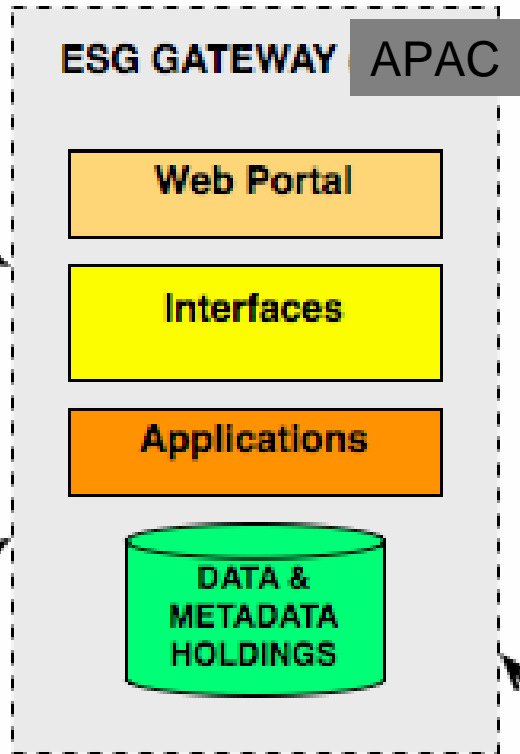 ESG GATEWAY APAC
Web Portal
Interfaces
Applications
DATA &
METADATA
HOLDINGS